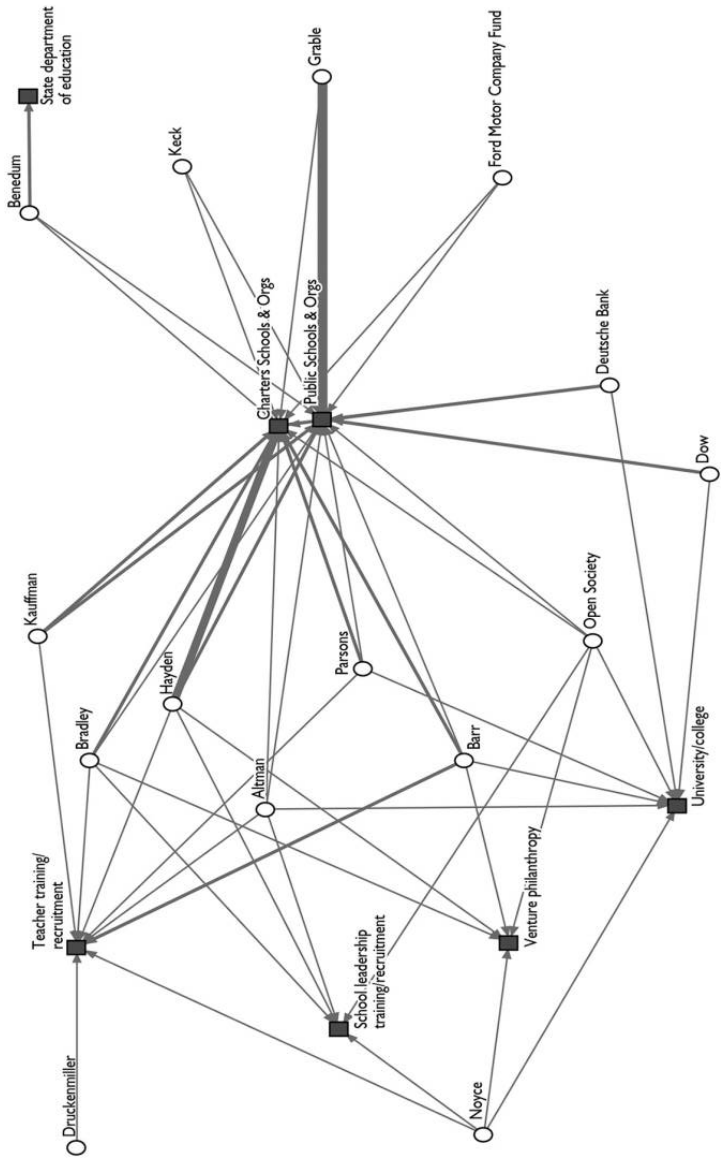 State department
of education
Benedum
Keck
Grable
Ford Motor Company Fund
Charters Schools & Orgs
Public Schools & Orgs
Deutsche Bank
Dow
Kauffman
Hayden
Bradley
Parsons
Open Society
Altman
Barr
University/college
Teacher training/
recruitment
Venture philanthropy
School leadership
training/recruitment
Druckenmiller
Noyce